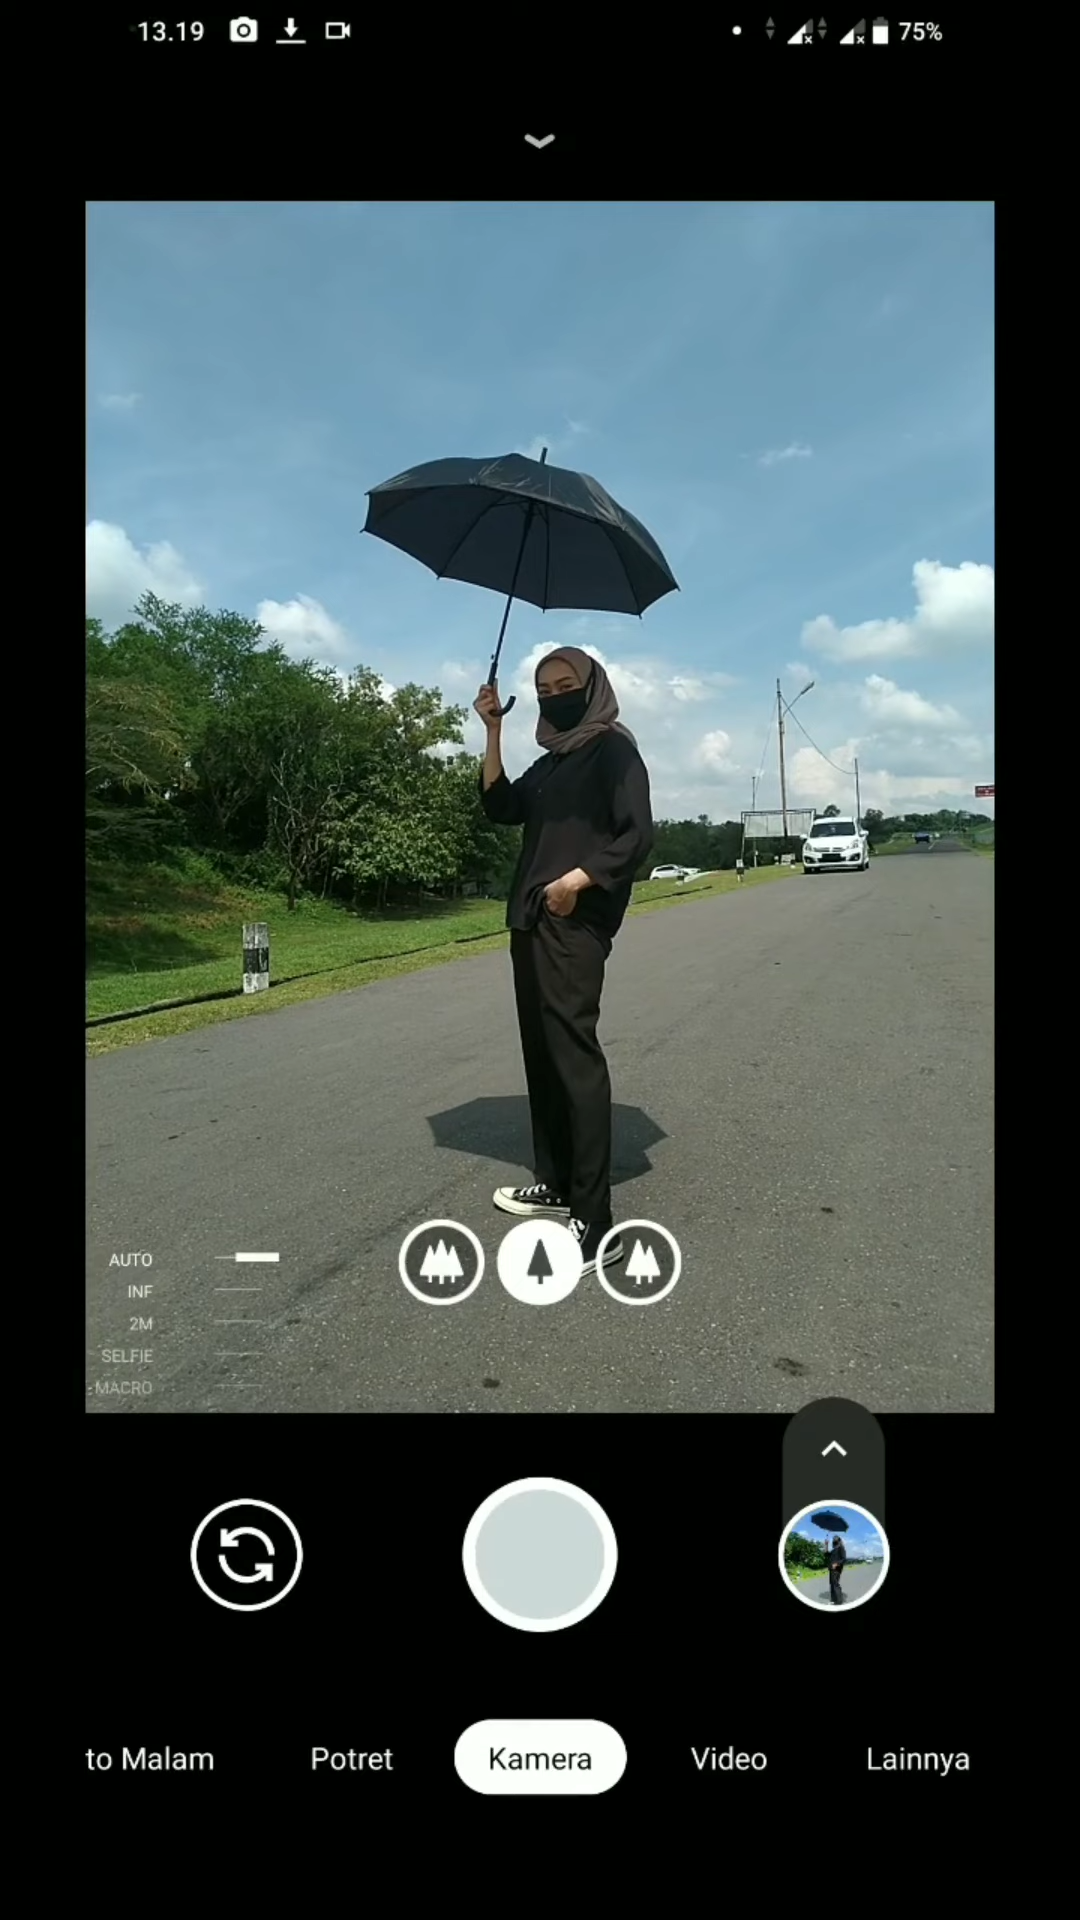 13.19
75%
AUTO
INF
2M
SELFIE
MACRO
to Malam
Potret
Kamera
Video
Lainnya